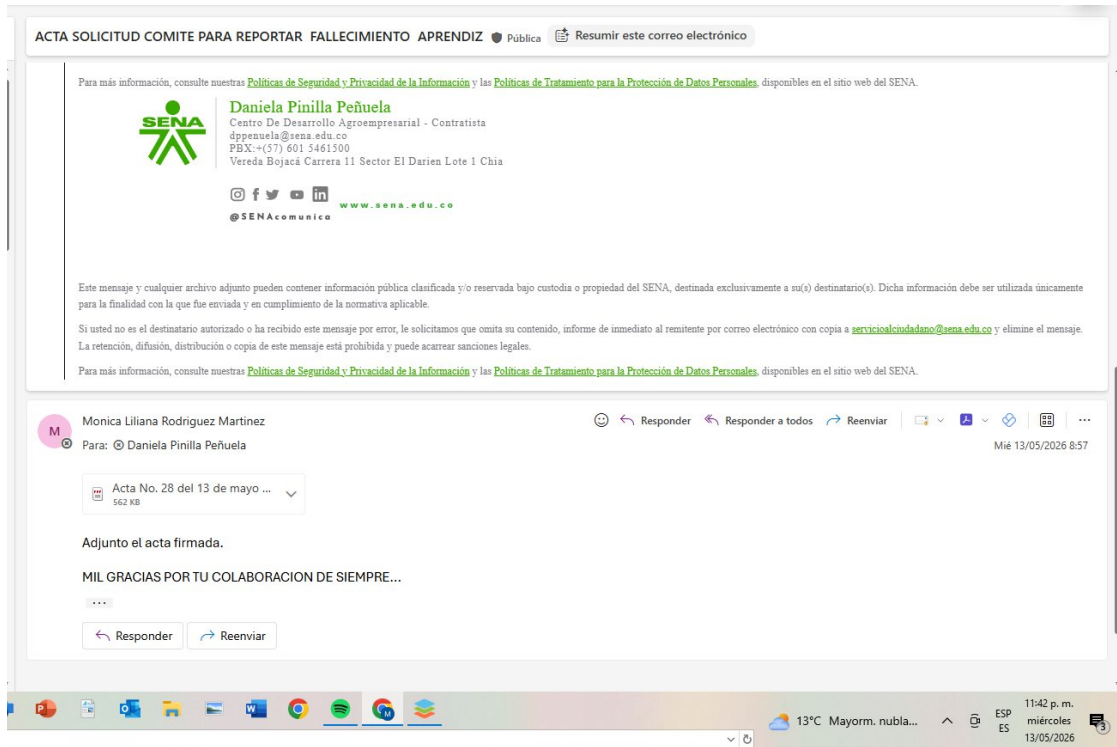 ACTA SOLICITUD COMITE PARA REPORTAR FALLECIMIENTO APRENDIZ Pública Resumir este correo electrónico
Para más información, consulte nuestras Políticas de Seguridad y Privacidad de la Información y las Políticas de Tratamiento para la Protección de Datos Personales, disponibles en el sitio web del SENA.
SENA
Daniela Pinilla Peñuela
Centro De Desarrollo Agroempresarial - Contratista
dppenuela@sena.edu.co
PBX:+(57) 601 5461500
Vereda Bojacá Carrera 11 Sector El Darien Lote 1 Chia
www.sena.edu.co
@SENAcomunica
Este mensaje y cualquier archivo adjunto pueden contener información pública clasificada y/o reservada bajo custodia o propiedad del SENA, destinada exclusivamente a su(s) destinatario(s). Dicha información debe ser utilizada únicamente
para la finalidad con la que fue enviada y en cumplimiento de la normativa aplicable.
Si usted no es el destinatario autorizado o ha recibido este mensaje por error, le solicitamos que omita su contenido, informe de inmediato al remitente por correo electrónico con copia a servicioalciudadano@sena.edu.co y elimine el mensaje.
La retención, difusión, distribución o copia de este mensaje está prohibida y puede acarrear sanciones legales.
Para más información, consulte nuestras Políticas de Seguridad y Privacidad de la Información y las Políticas de Tratamiento para la Protección de Datos Personales, disponibles en el sitio web del SENA.
M
Monica Liliana Rodriguez Martinez
Responder Responder a todos Reenviar
Para: Daniela Pinilla Peñuela
Mié 13/05/2026 8:57
Acta No. 28 del 13 de mayo ...
562 KB
Adjunto el acta firmada.
MIL GRACIAS POR TU COLABORACION DE SIEMPRE...
...
Responder Reenviar
13°C Mayorm. nubla...
ESP
ES
11:42 p. m.
miércoles
13/05/2026
3